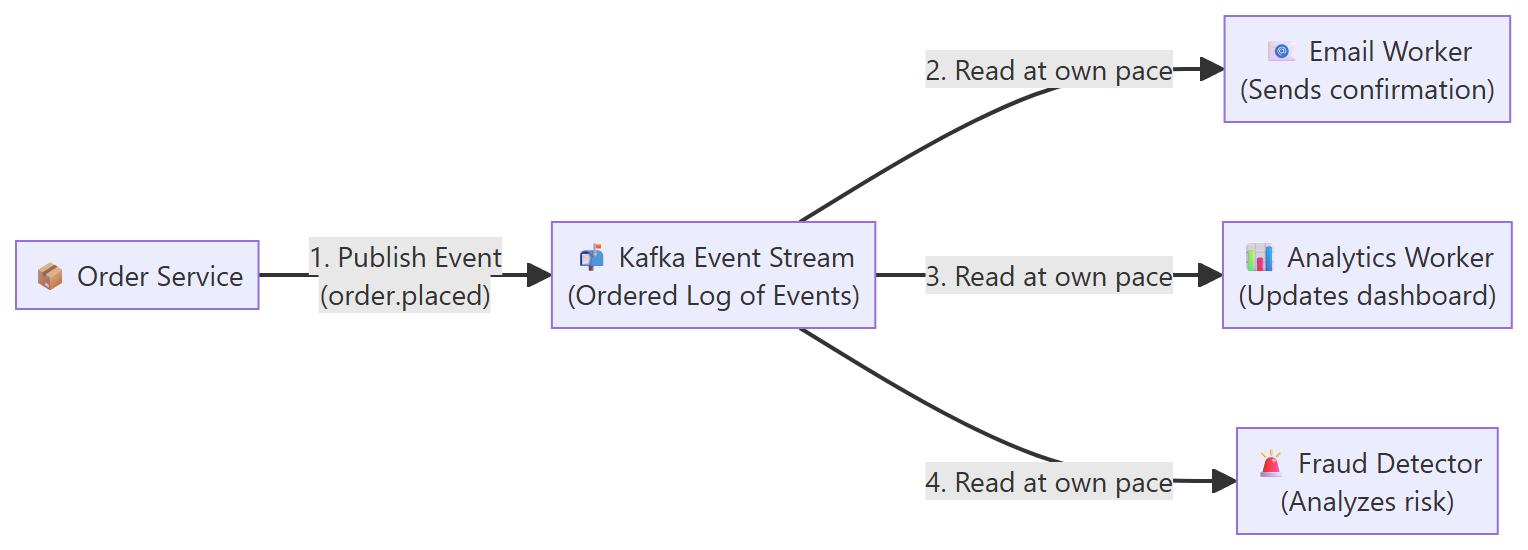 Order Service
1. Publish Event
(order.placed)
Kafka Event Stream
(Ordered Log of Events)
2. Read at own pace
Email Worker
(Sends confirmation)
3. Read at own pace
Analytics Worker
(Updates dashboard)
4. Read at own pace
Fraud Detector
(Analyzes risk)